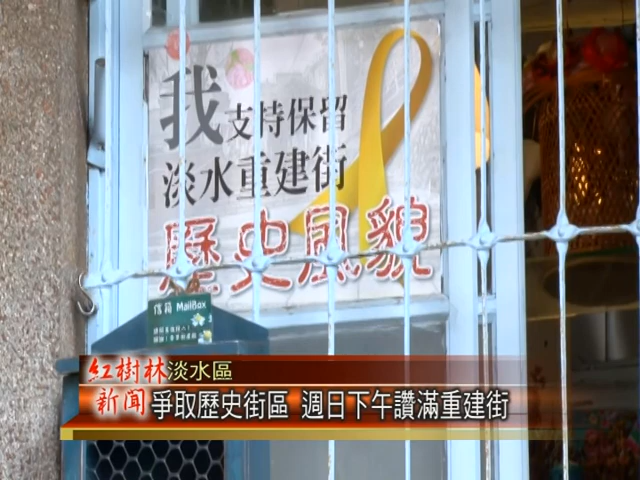 我支持保留
淡水重建街
歷史風貌
信箱 MailBox
紅樹林 淡水區
新聞 爭取歷史街區 週日下午讚滿重建街